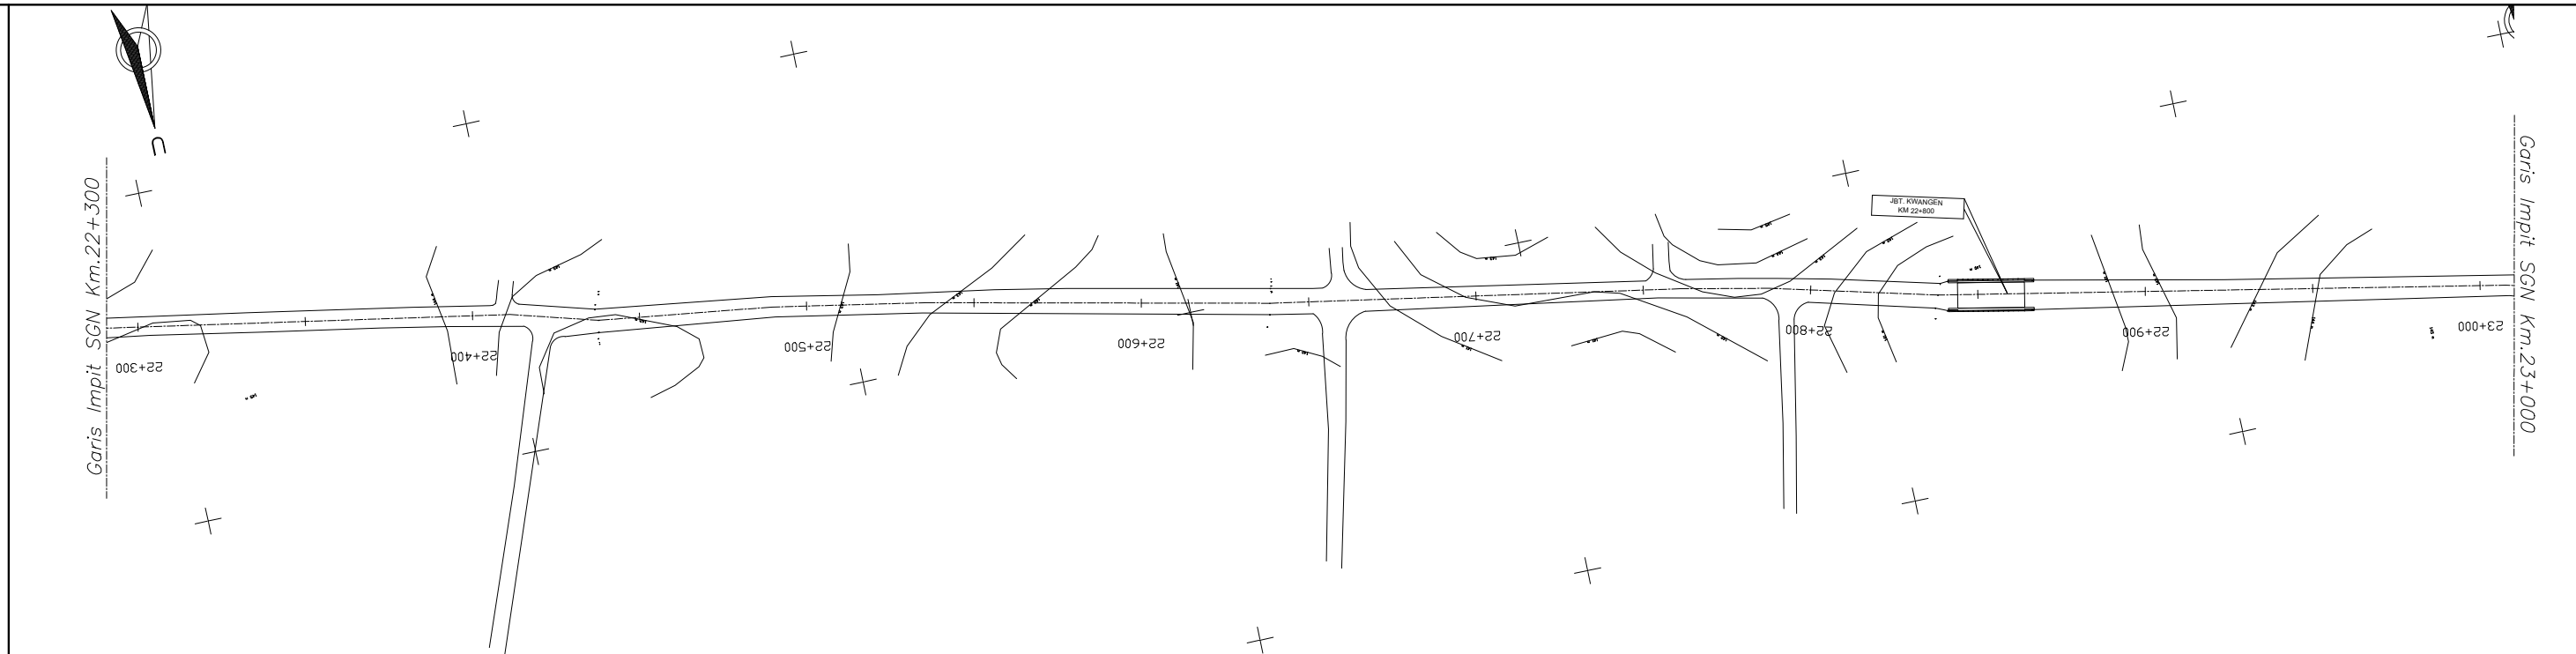 U
Garis Impit SGN Km.22+300
JBT. KWANGEN
KM 22+800
22+300
22+400
22+500
22+600
22+700
22+800
22+900
23+000
Garis Impit SGN Km.23+000